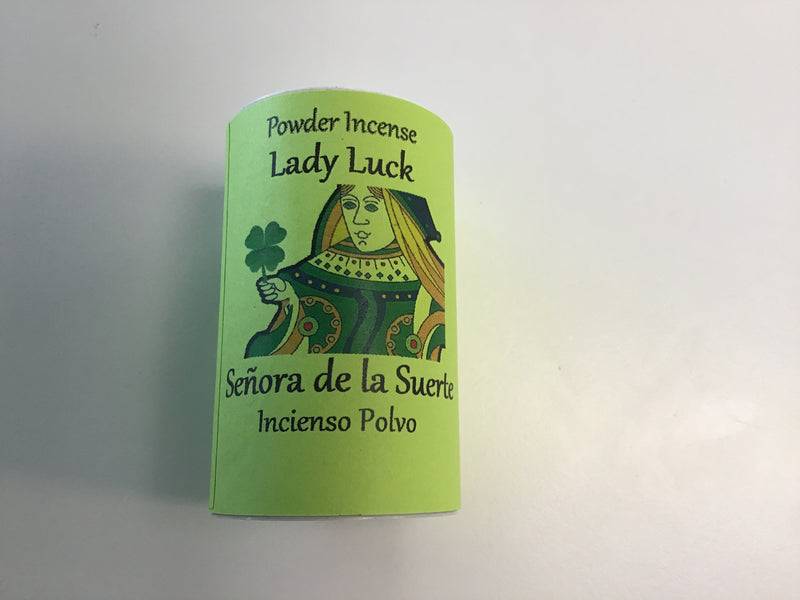 Powder Incense
Lady Luck
Señora de la Suerte
Incienso Polvo